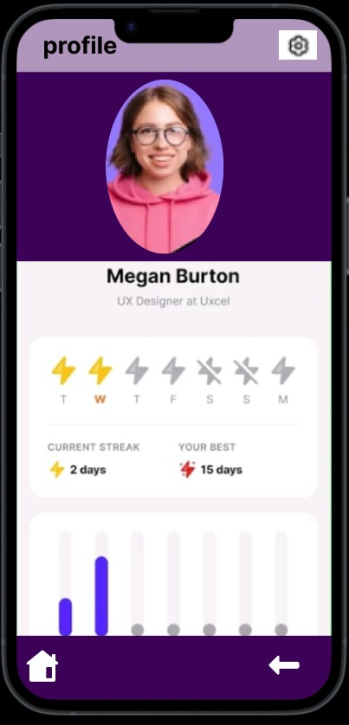 profile
Megan Burton
UX Designer at Uxcel
T W T F S S M
CURRENT STREAK YOUR BEST
2 days 15 days